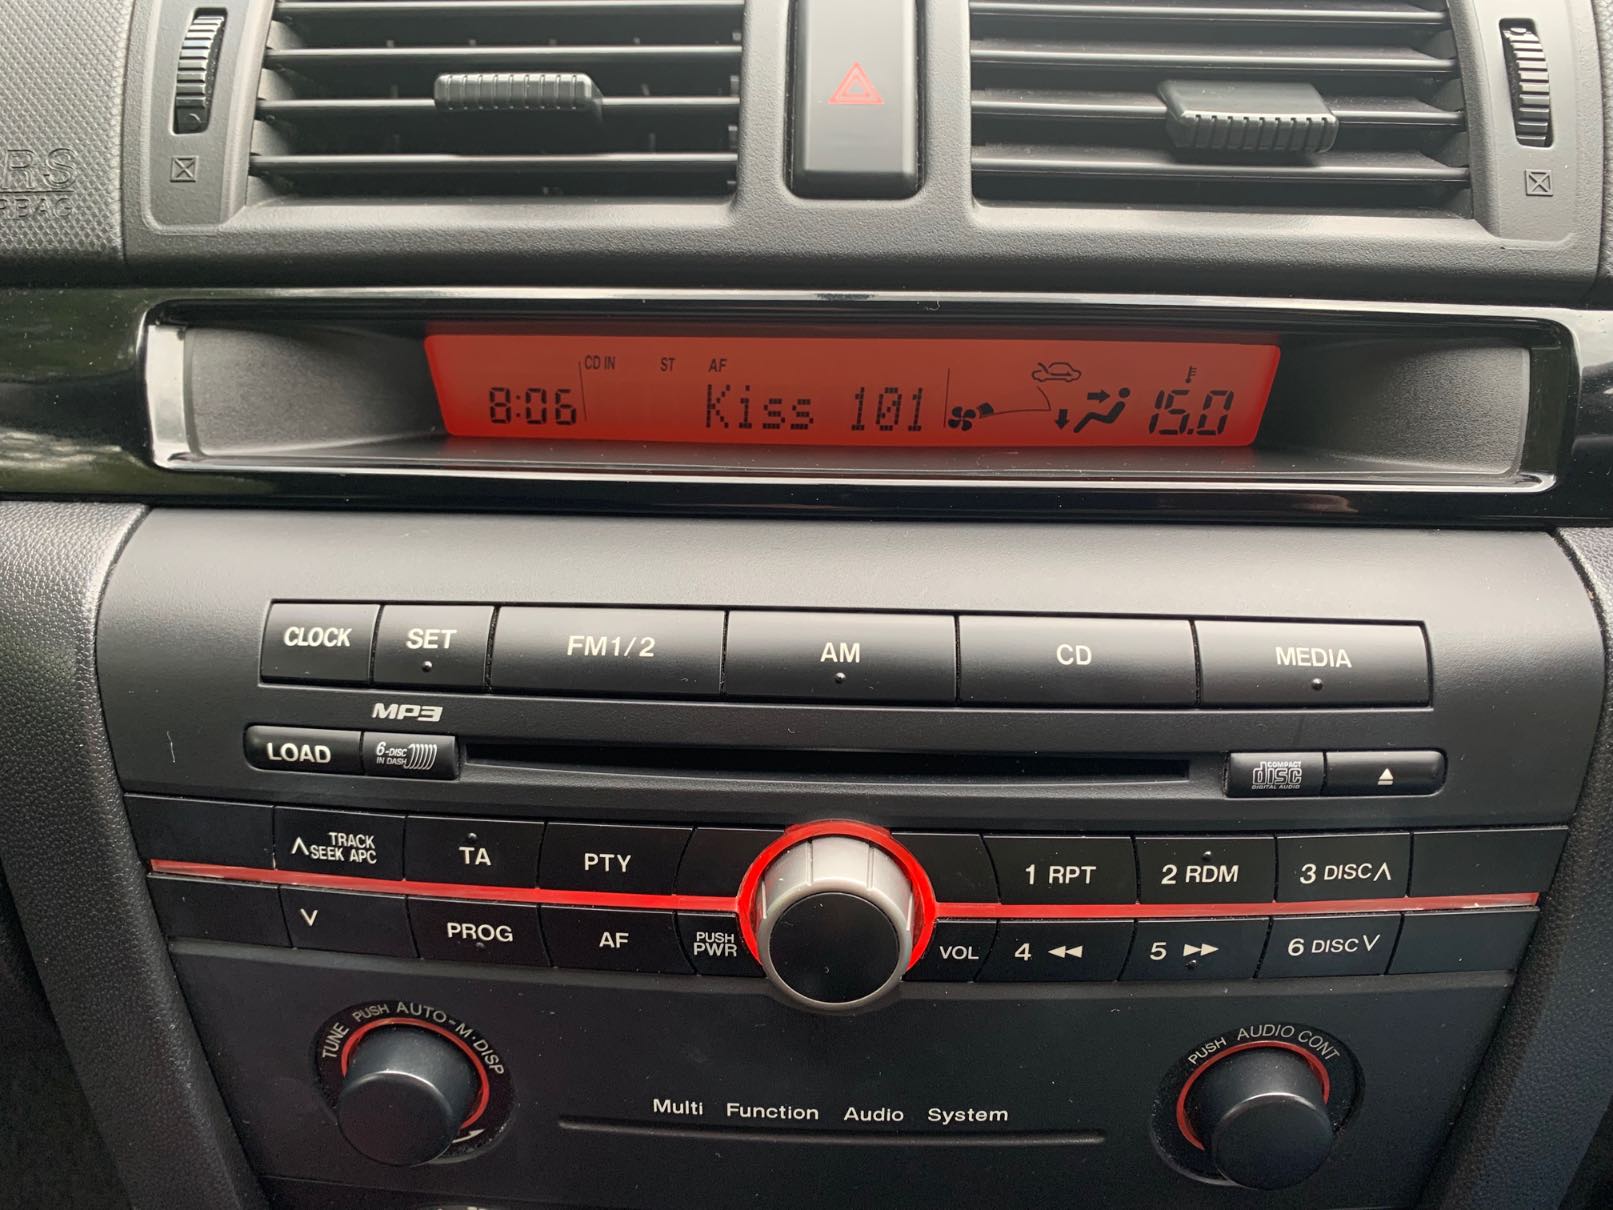 RS
RBAG
CD IN ST AF
8:06 Kiss 101 15.0
CLOCK SET FM1/2 AM CD MEDIA
MP3
LOAD 6-DISC IN DASH COMPACT disc DIGITAL AUDIO
TRACK
SEEK APC TA PTY 1 RPT 2 RDM 3 DISC
PROG AF PUSH PWR VOL 4 5 6 DISC
TUNE PUSH AUTO-M·DISP
PUSH AUDIO CONT
Multi Function Audio System